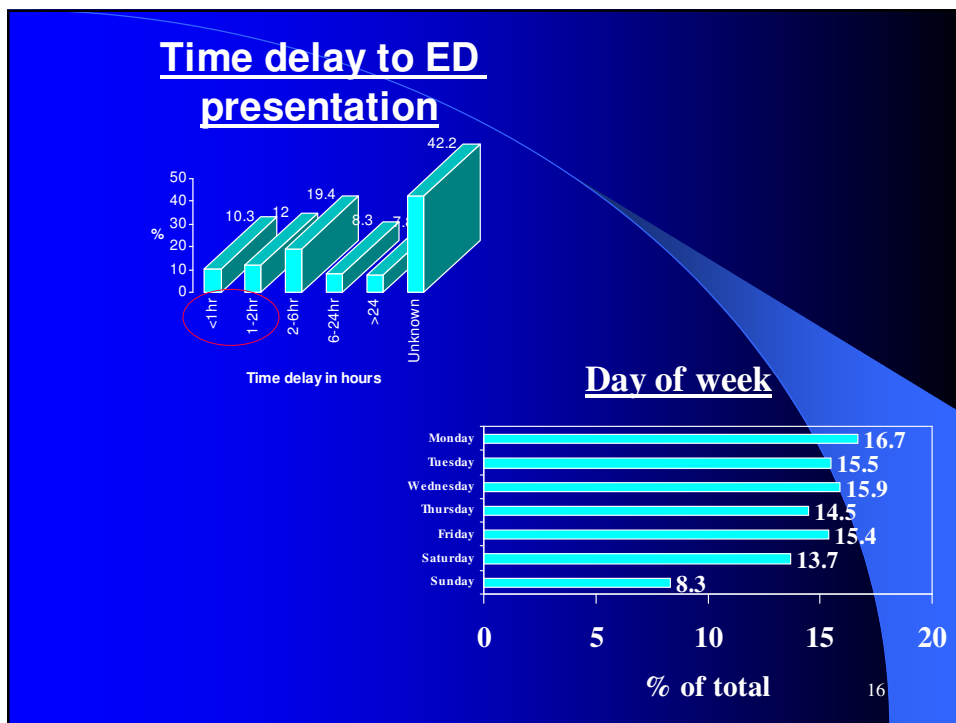 Time delay to ED
presentation
42.2
50
40
30
20
10
0
%
10.3
12
19.4
8.3
<1hr
1-2hr
2-6hr
6-24hr
>24
Unknown
Time delay in hours
Day of week
Monday 16.7
Tuesday 15.5
Wednesday 15.9
Thursday 14.5
Friday 15.4
Saturday 13.7
Sunday 8.3
0 5 10 15 20
% of total
16